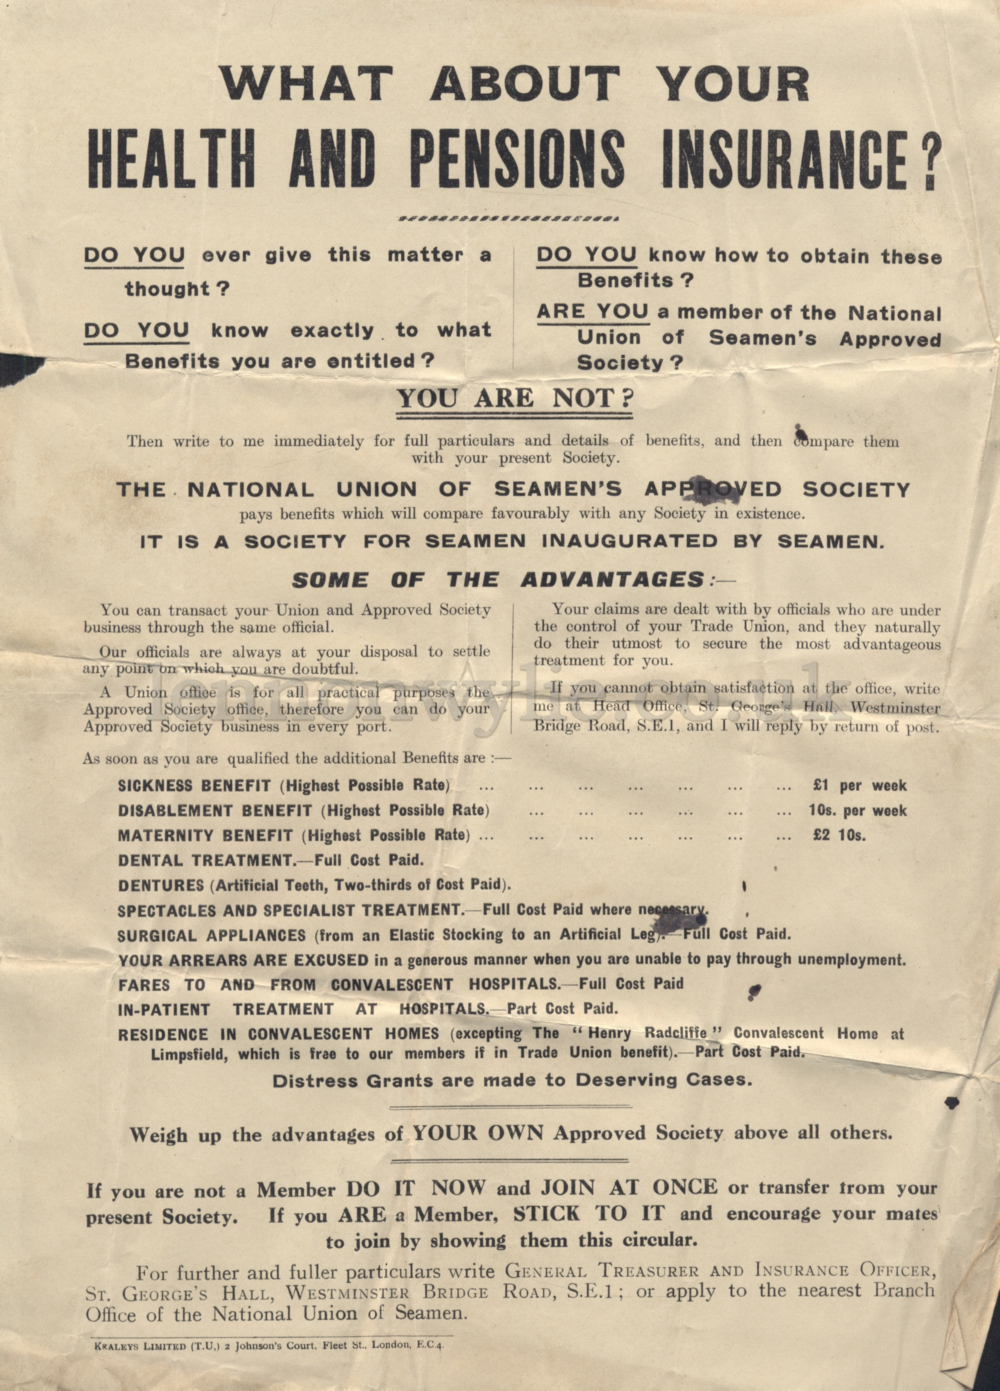 WHAT ABOUT YOUR
HEALTH AND PENSIONS INSURANCE?
DO YOU ever give this matter a
thought?
DO YOU know exactly to what
Benefits you are entitled?
DO YOU know how to obtain these
Benefits?
ARE YOU a member of the National
Union of Seamen's Approved
Society?
YOU ARE NOT?
Then write to me immediately for full particulars and details of benefits, and then compare them
with your present Society.
THE NATIONAL UNION OF SEAMEN'S APPROVED SOCIETY
pays benefits which will compare favourably with any Society in existence.
IT IS A SOCIETY FOR SEAMEN INAUGURATED BY SEAMEN.
SOME OF THE ADVANTAGES:—
You can transact your Union and Approved Society
business through the same official.
Our officials are always at your disposal to settle
any point on which you are doubtful.
A Union office is for all practical purposes the
Approved Society office, therefore you can do your
Approved Society business in every port.
Your claims are dealt with by officials who are under
the control of your Trade Union, and they naturally
do their utmost to secure the most advantageous
treatment for you.
If you cannot obtain satisfaction at the office, write
me at Head Office, St. George's Hall, Westminster
Bridge Road, S.E.1, and I will reply by return of post.
As soon as you are qualified the additional Benefits are :—
SICKNESS BENEFIT (Highest Possible Rate) ... ... ... ... ... ... ... £1 per week
DISABLEMENT BENEFIT (Highest Possible Rate) ... ... ... ... ... ... 10s. per week
MATERNITY BENEFIT (Highest Possible Rate) ... ... ... ... ... ... ... £2 10s.
DENTAL TREATMENT.—Full Cost Paid.
DENTURES (Artificial Teeth, Two-thirds of Cost Paid).
SPECTACLES AND SPECIALIST TREATMENT.—Full Cost Paid where necessary.
SURGICAL APPLIANCES (from an Elastic Stocking to an Artificial Leg).—Full Cost Paid.
YOUR ARREARS ARE EXCUSED in a generous manner when you are unable to pay through unemployment.
FARES TO AND FROM CONVALESCENT HOSPITALS.—Full Cost Paid
IN-PATIENT TREATMENT AT HOSPITALS.—Part Cost Paid.
RESIDENCE IN CONVALESCENT HOMES (excepting The "Henry Radcliffe" Convalescent Home at
Limpsfield, which is free to our members if in Trade Union benefit).—Part Cost Paid.
Distress Grants are made to Deserving Cases.
Weigh up the advantages of YOUR OWN Approved Society above all others.
If you are not a Member DO IT NOW and JOIN AT ONCE or transfer from your
present Society. If you ARE a Member, STICK TO IT and encourage your mates
to join by showing them this circular.
For further and fuller particulars write GENERAL TREASURER AND INSURANCE OFFICER,
ST. GEORGE'S HALL, WESTMINSTER BRIDGE ROAD, S.E.1; or apply to the nearest Branch
Office of the National Union of Seamen.
KRALEYS LIMITED (T.U.) 2 Johnson's Court, Fleet St., London, E.C4.